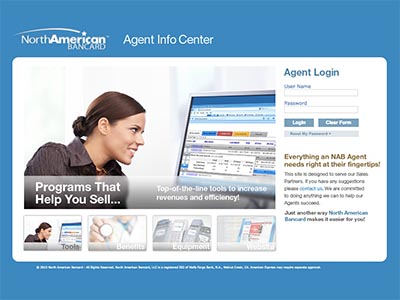 NorthAmerican™
BANCARD
Agent Info Center
Agent Login
User Name
Password
Login
Clear Form
Reset My Password
Programs That
Help You Sell...
Top-of-the-line tools to increase
revenues and efficiency!
Everything an NAB Agent
needs right at their fingertips!
This site is designed to serve our Sales
Partners. If you have any suggestions
please contact us. We are committed
to doing anything we can to help our
Agents succeed.
Just another way North American
Bancard makes it easier for you!
Tools
Benefits
Equipment
Website
© 2010 North American Bancard - All Rights Reserved. North American Bancard, LLC is a registered ISO of Wells Fargo Bank, N.A., Walnut Creek, CA. American Express may require separate approval.